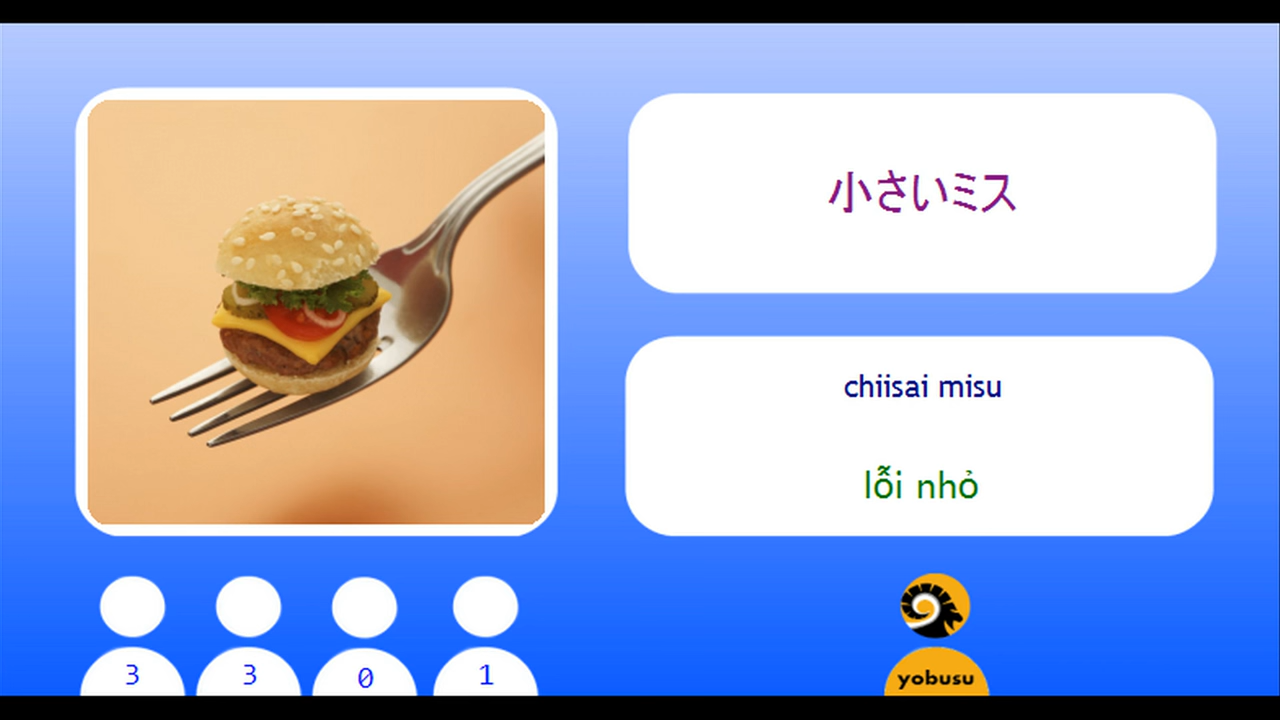 小さいミス
chiisai misu
lỗi nhỏ
3 3 0 1
yobusu